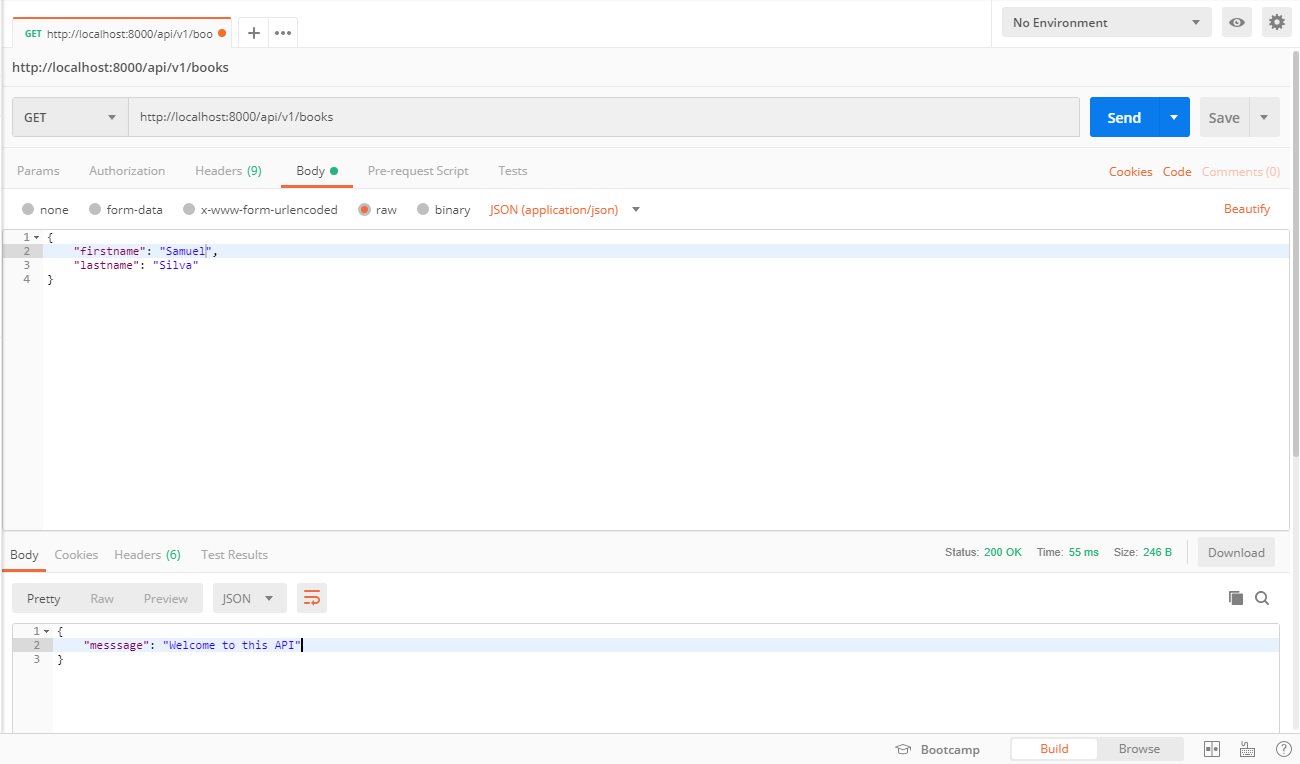 GET http://localhost:8000/api/v1/boo
No Environment
http://localhost:8000/api/v1/books
GET http://localhost:8000/api/v1/books Send Save
Params Authorization Headers (9) Body Pre-request Script Tests Cookies Code Comments (0)
none form-data x-www-form-urlencoded raw binary JSON (application/json) Beautify
1 {
2 "firstname": "Samuel",
3 "lastname": "Silva"
4 }
Body Cookies Headers (6) Test Results Status: 200 OK Time: 55 ms Size: 246 B Download
Pretty Raw Preview JSON
1 {
2 "messsage": "Welcome to this API"
3 }
Bootcamp Build Browse